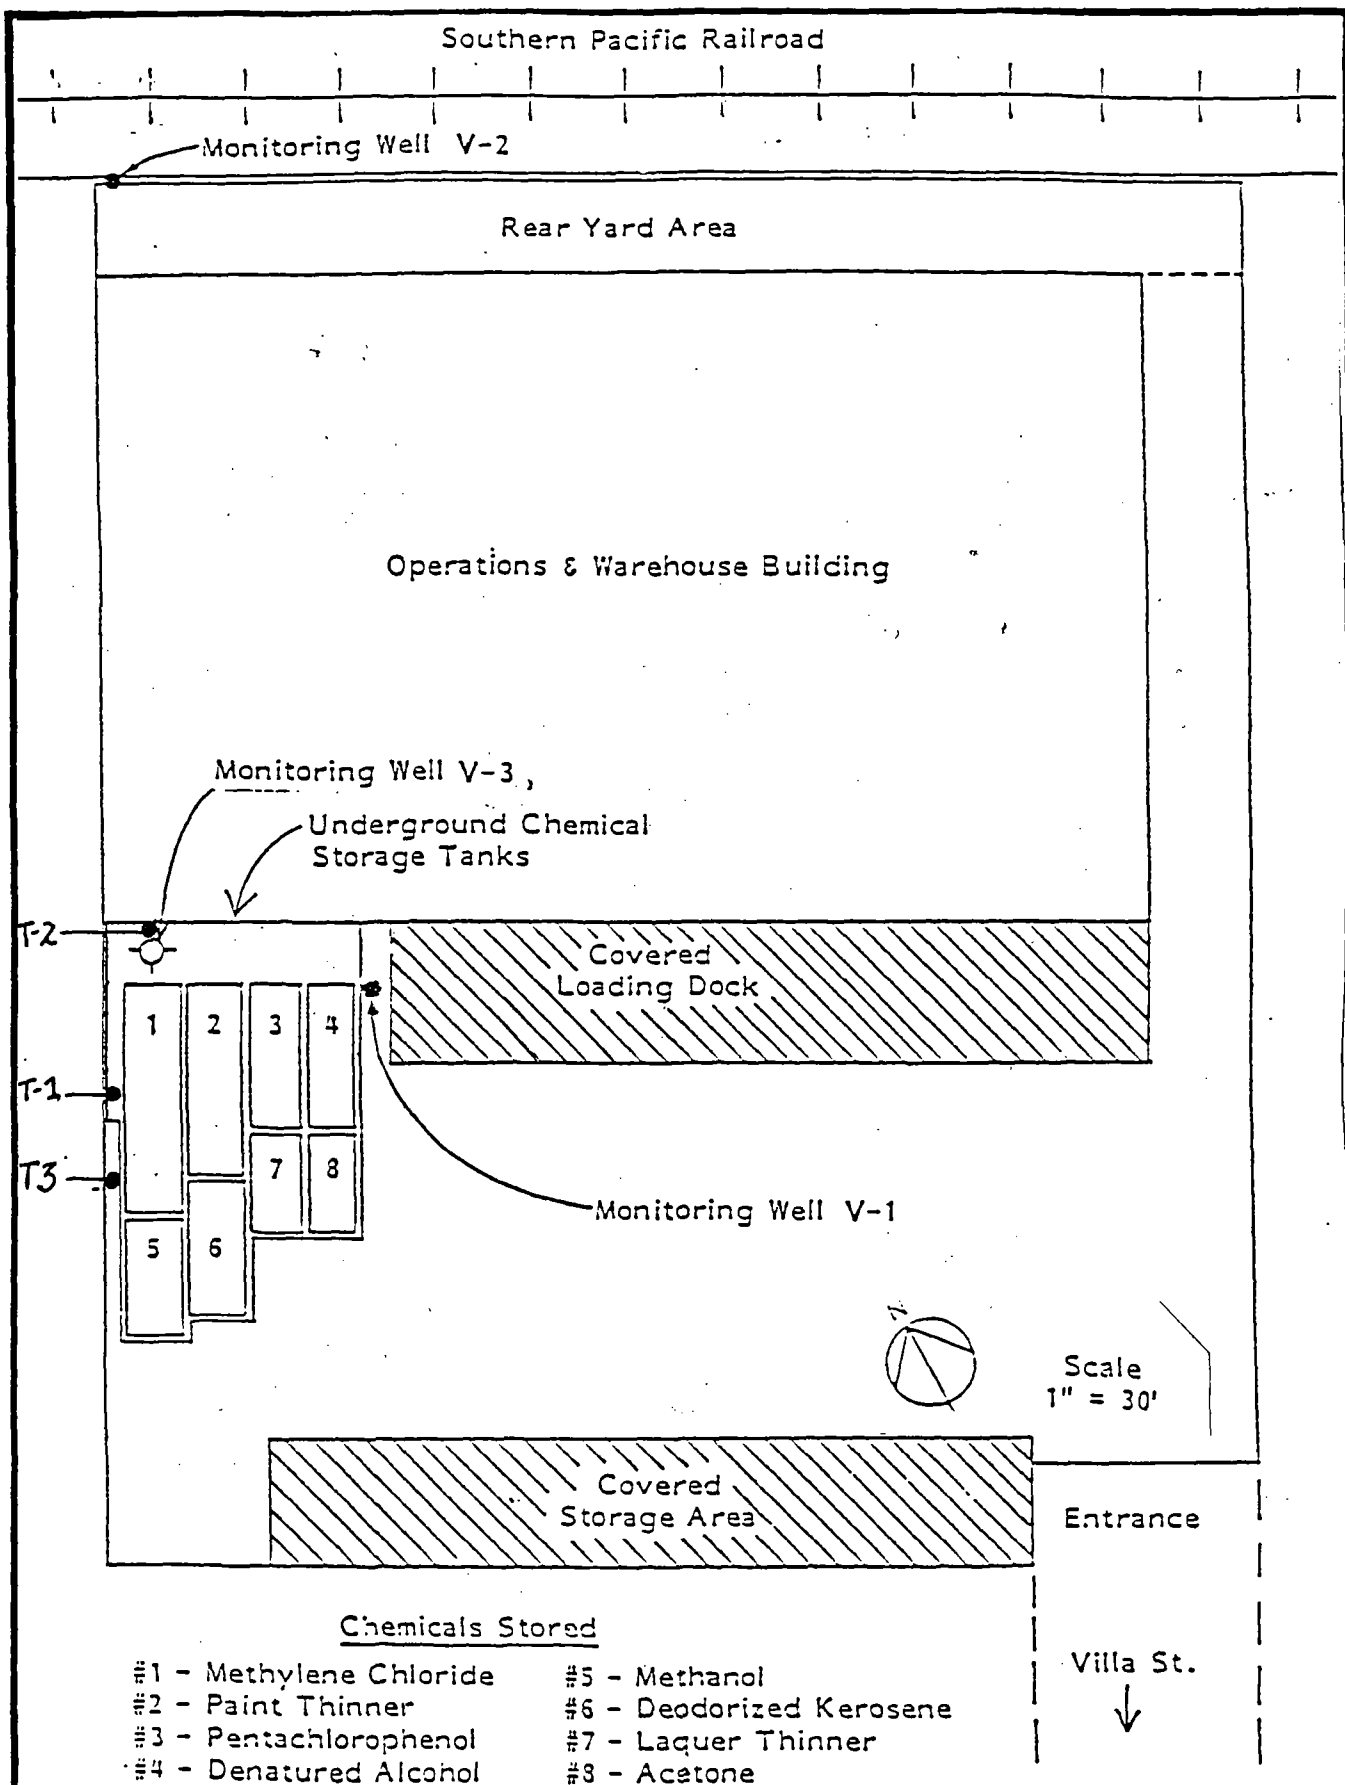 Southern Pacific Railroad
Monitoring Well V-2
Rear Yard Area
Operations & Warehouse Building
Monitoring Well V-3,
Underground Chemical
Storage Tanks
T-2
Covered
Loading Dock
1 2 3 4
T-1
T3
7 8
Monitoring Well V-1
5 6
Z
Scale
1" = 30'
Covered
Storage Area
Entrance
Chemicals Stored
#1 - Methylene Chloride
#2 - Paint Thinner
#3 - Pentachlorophenol
#4 - Denatured Alcohol
#5 - Methanol
#6 - Deodorized Kerosene
#7 - Laquer Thinner
#8 - Acetone
Villa St.